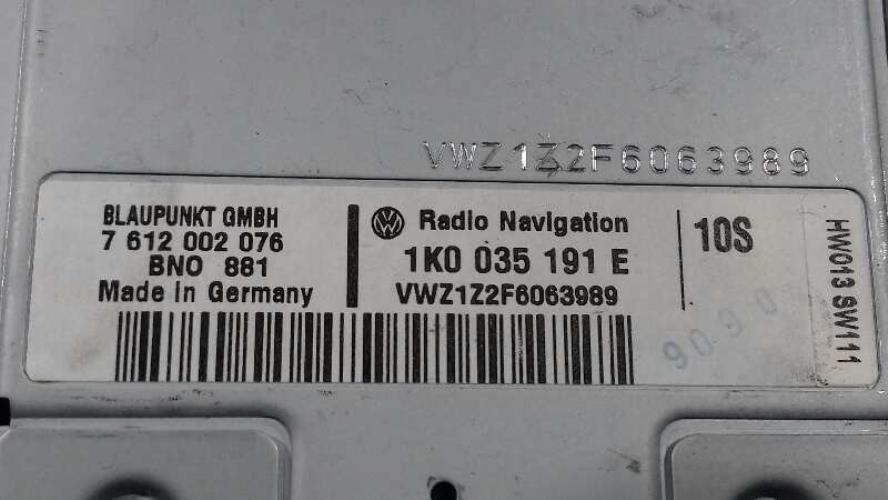 VWZ1Z2F6063989
BLAUPUNKT GMBH
7 612 002 076
BNO 881
Made in Germany
VW Radio Navigation
1K0 035 191 E
VWZ1Z2F6063989
10S
HW013 SW111
9090